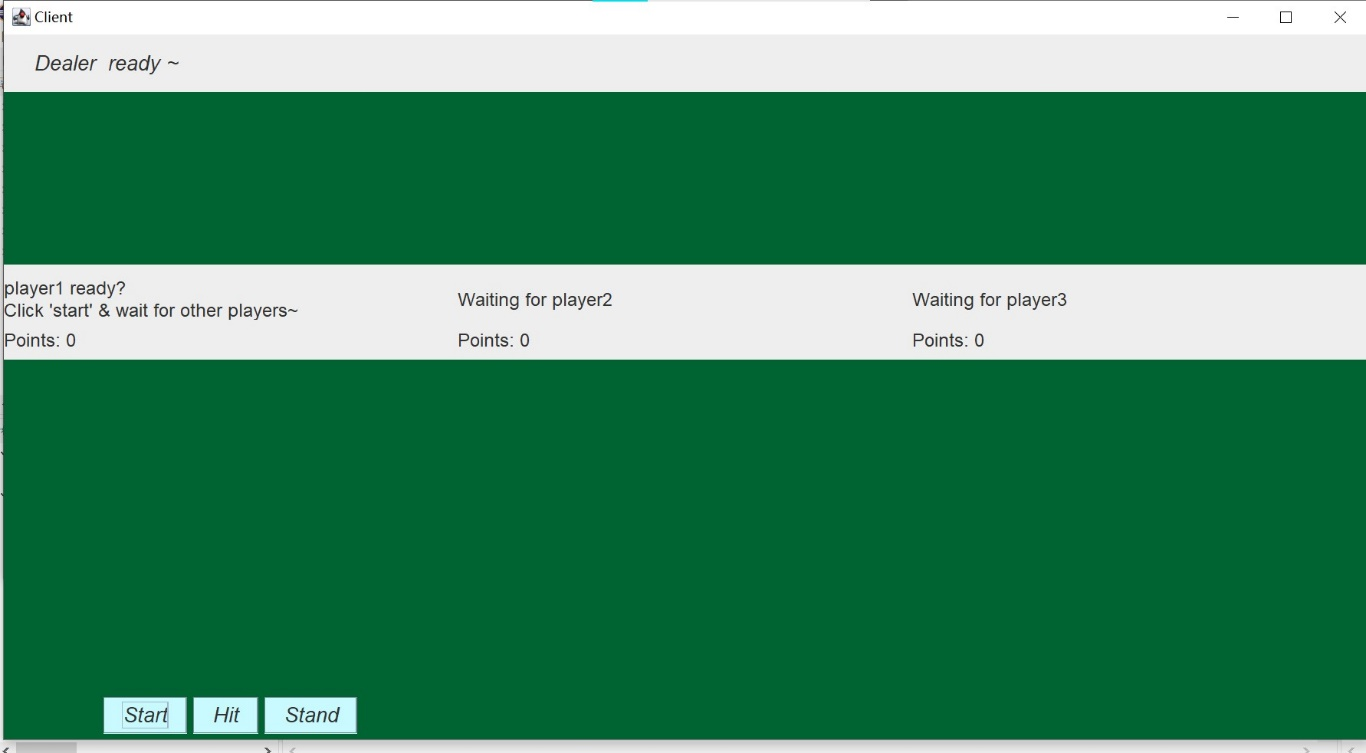 Client
Dealer ready ~
player1 ready?
Click 'start' & wait for other players~
Points: 0
Waiting for player2
Points: 0
Waiting for player3
Points: 0
Start
Hit
Stand